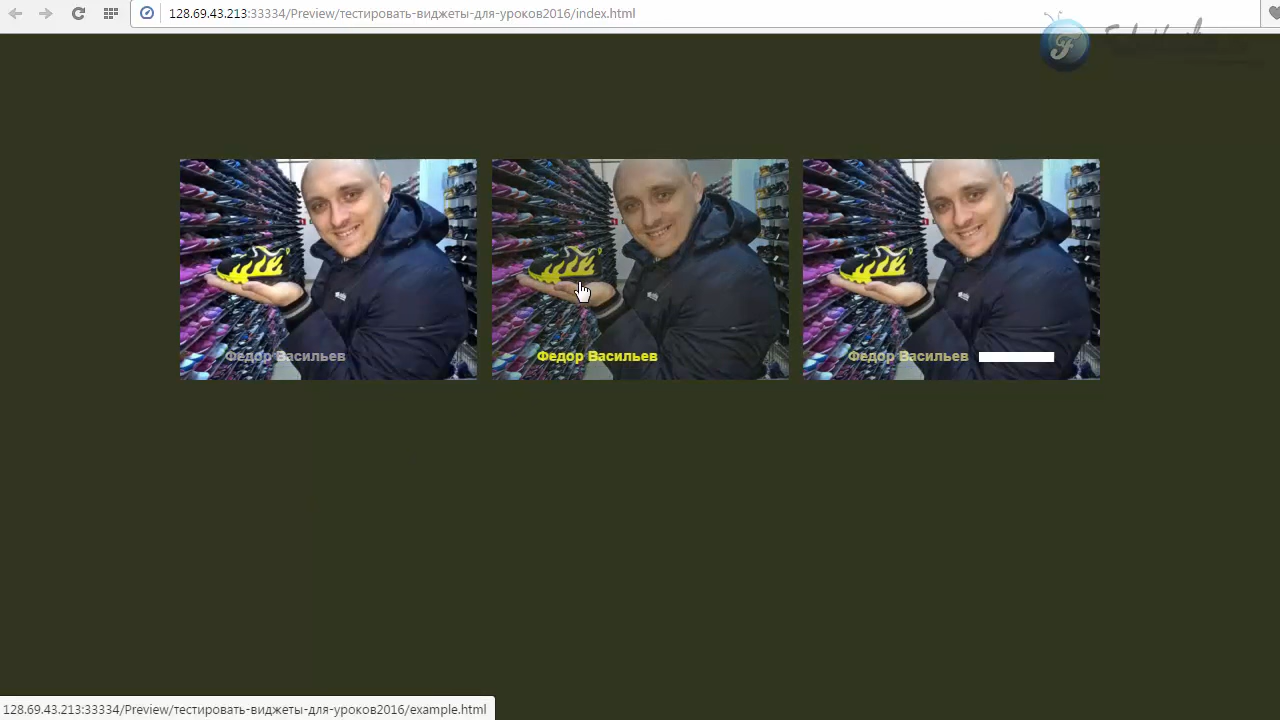 128.69.43.213:33334/Preview/тестировать-виджеты-для-уроков2016/index.html
Федор Васильев
Федор Васильев
Федор Васильев
128.69.43.213:33334/Preview/тестировать-виджеты-для-уроков2016/example.html